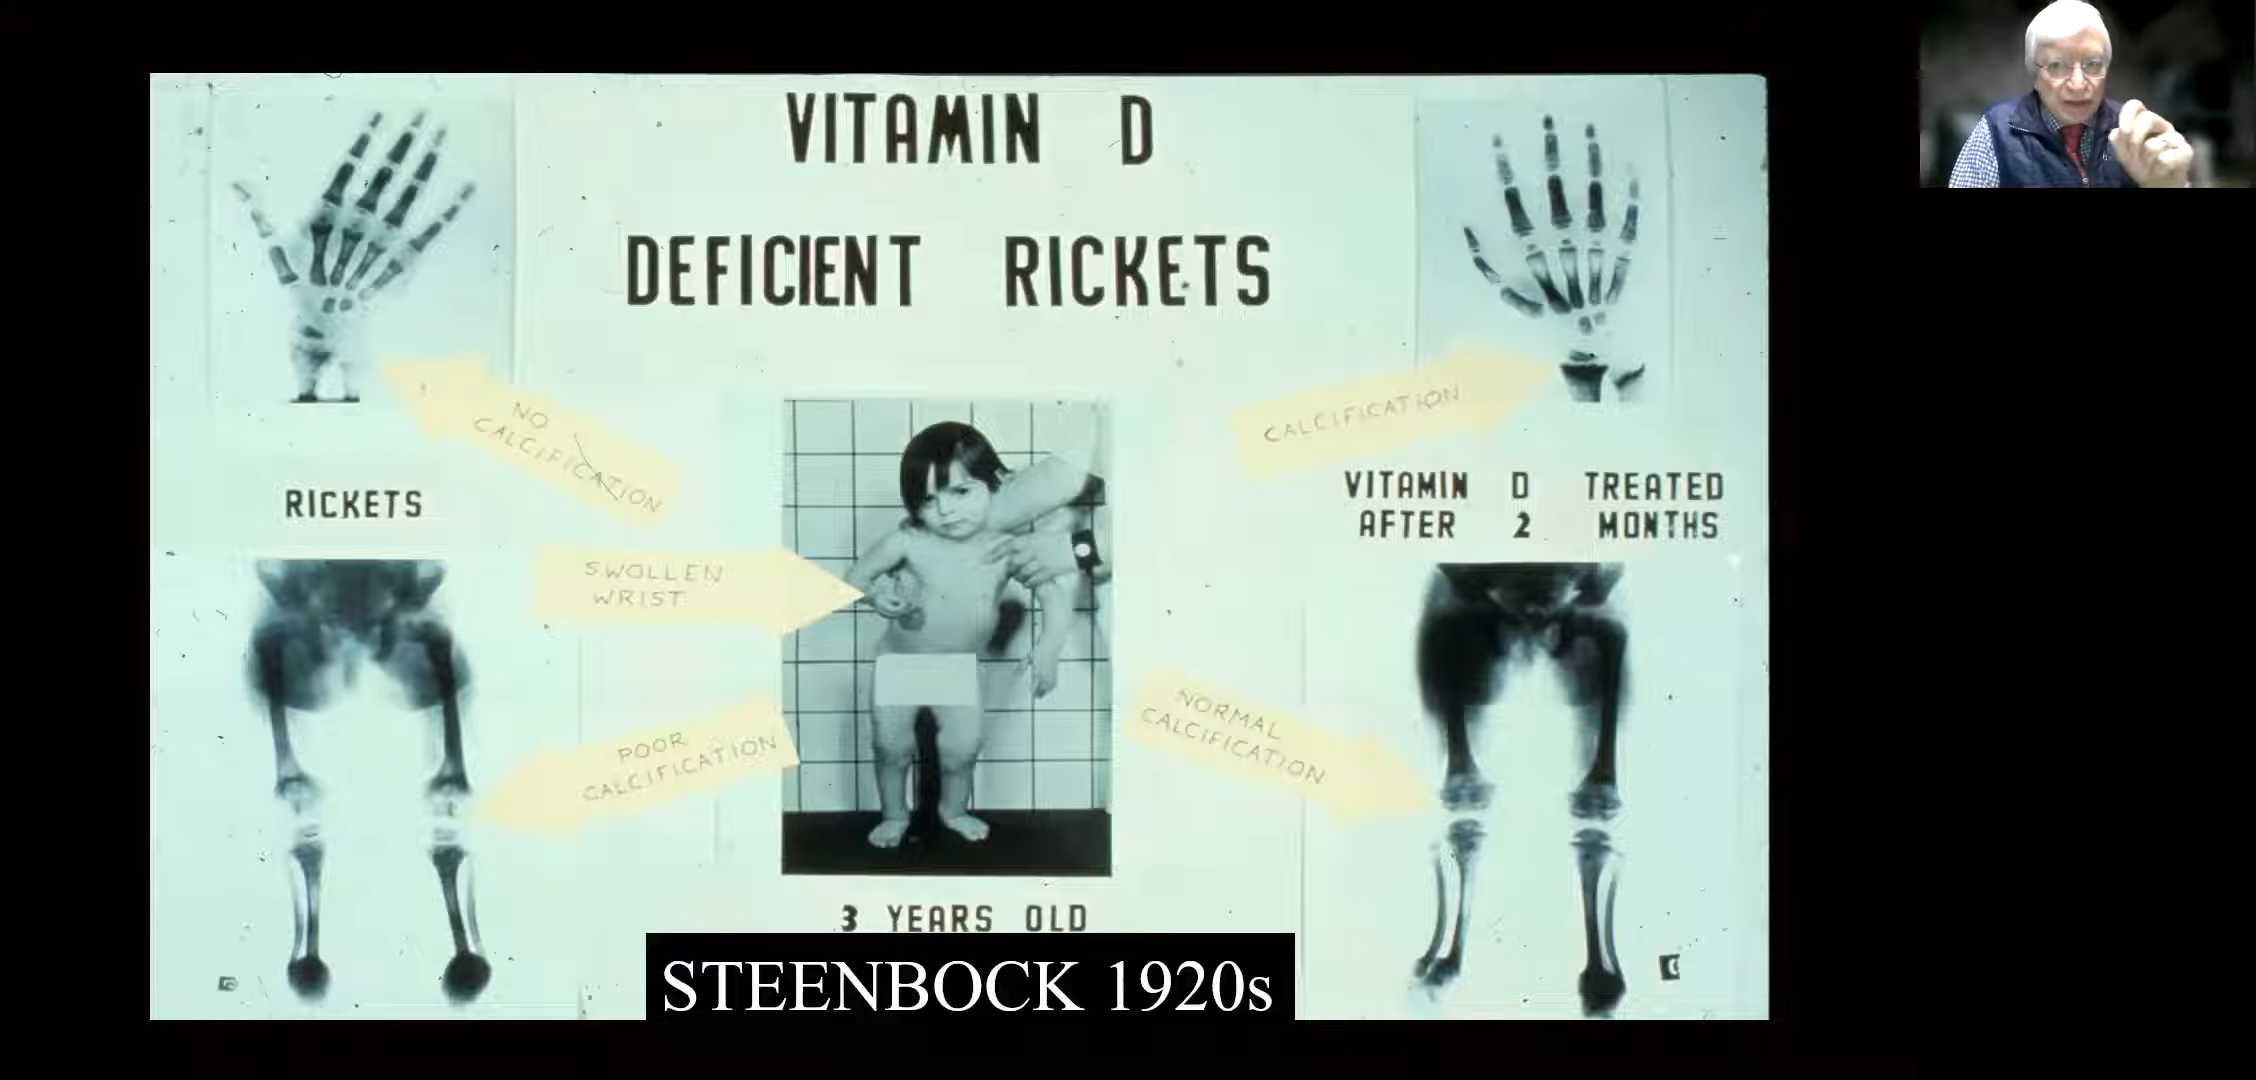 VITAMIN D
DEFICIENT RICKETS
NO
CALCIFICATION
CALCIFICATION
RICKETS
VITAMIN D TREATED
AFTER 2 MONTHS
SWOLLEN
WRIST
POOR
CALCIFICATION
NORMAL
CALCIFICATION
3 YEARS OLD
STEENBOCK 1920s